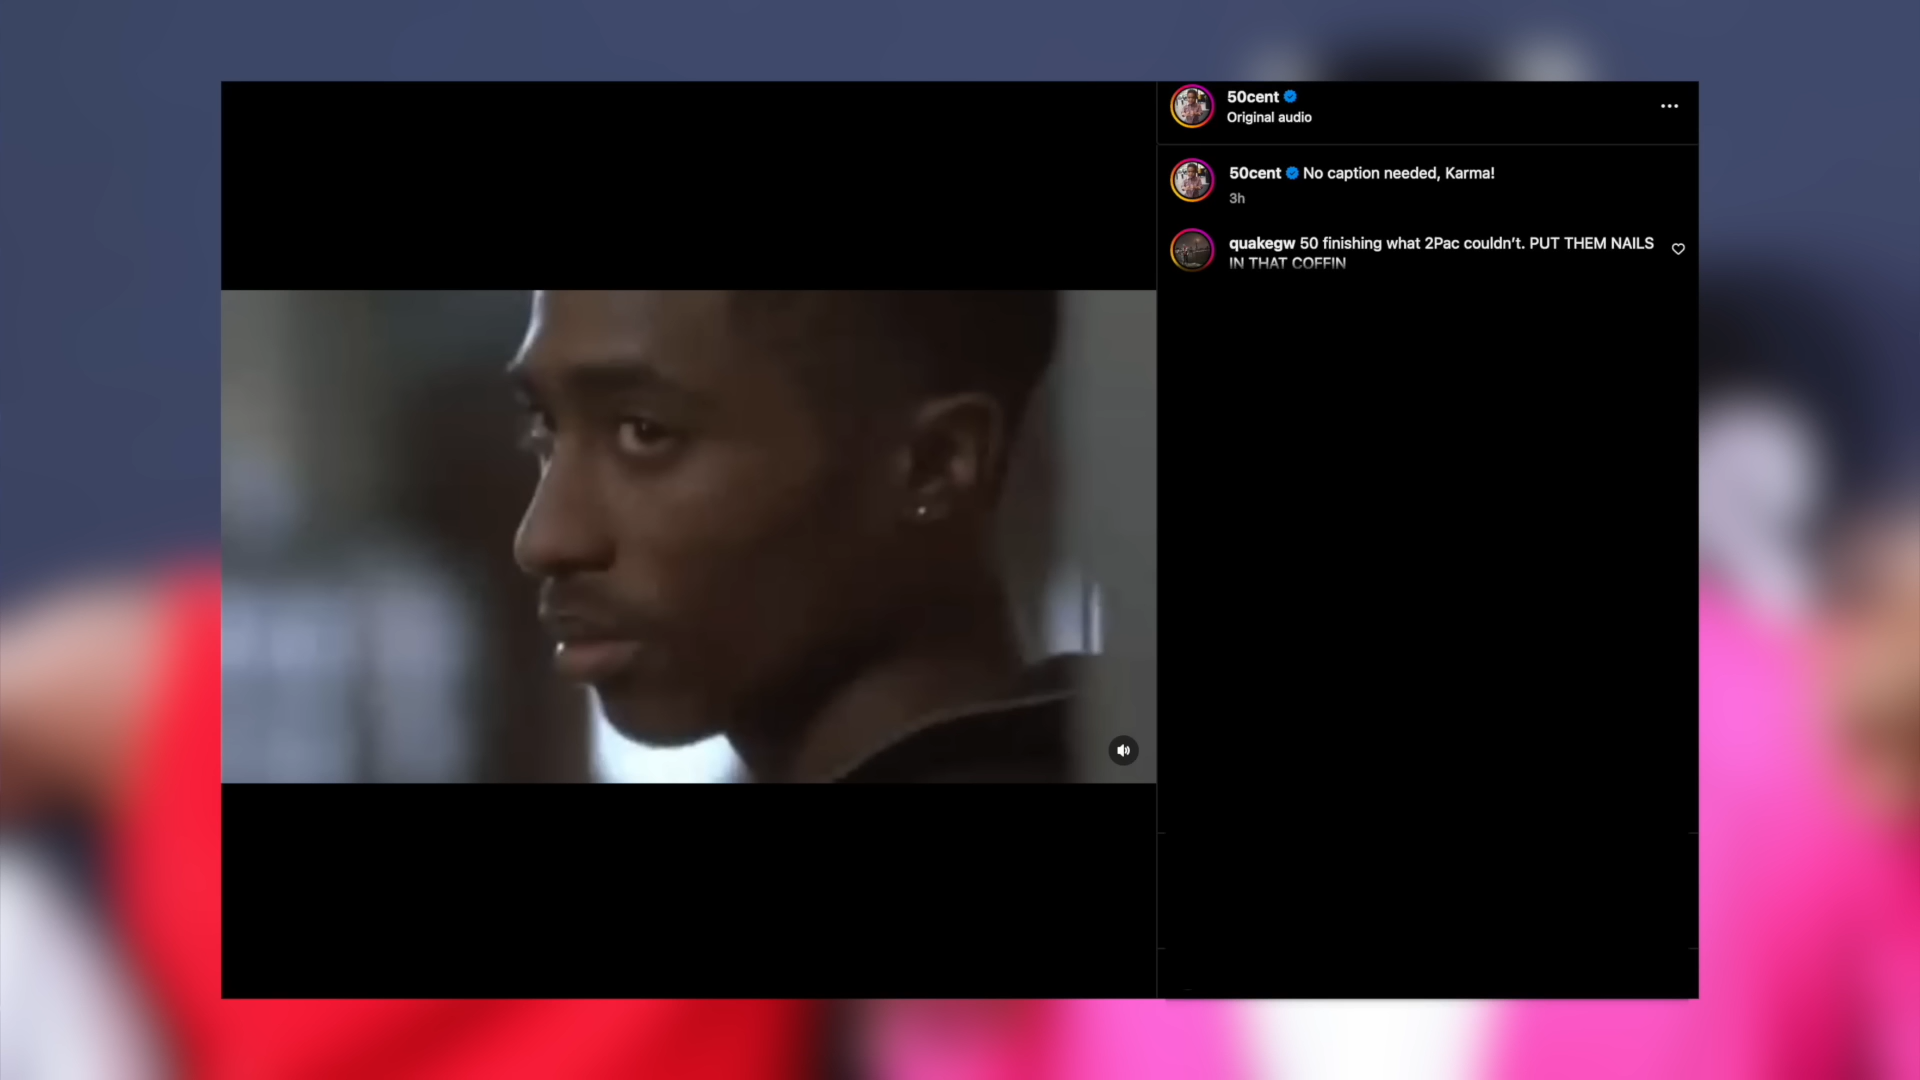 50cent
Original audio
50cent No caption needed, Karma!
3h
quakegw 50 finishing what 2Pac couldn't. PUT THEM NAILS
IN THAT COFFIN